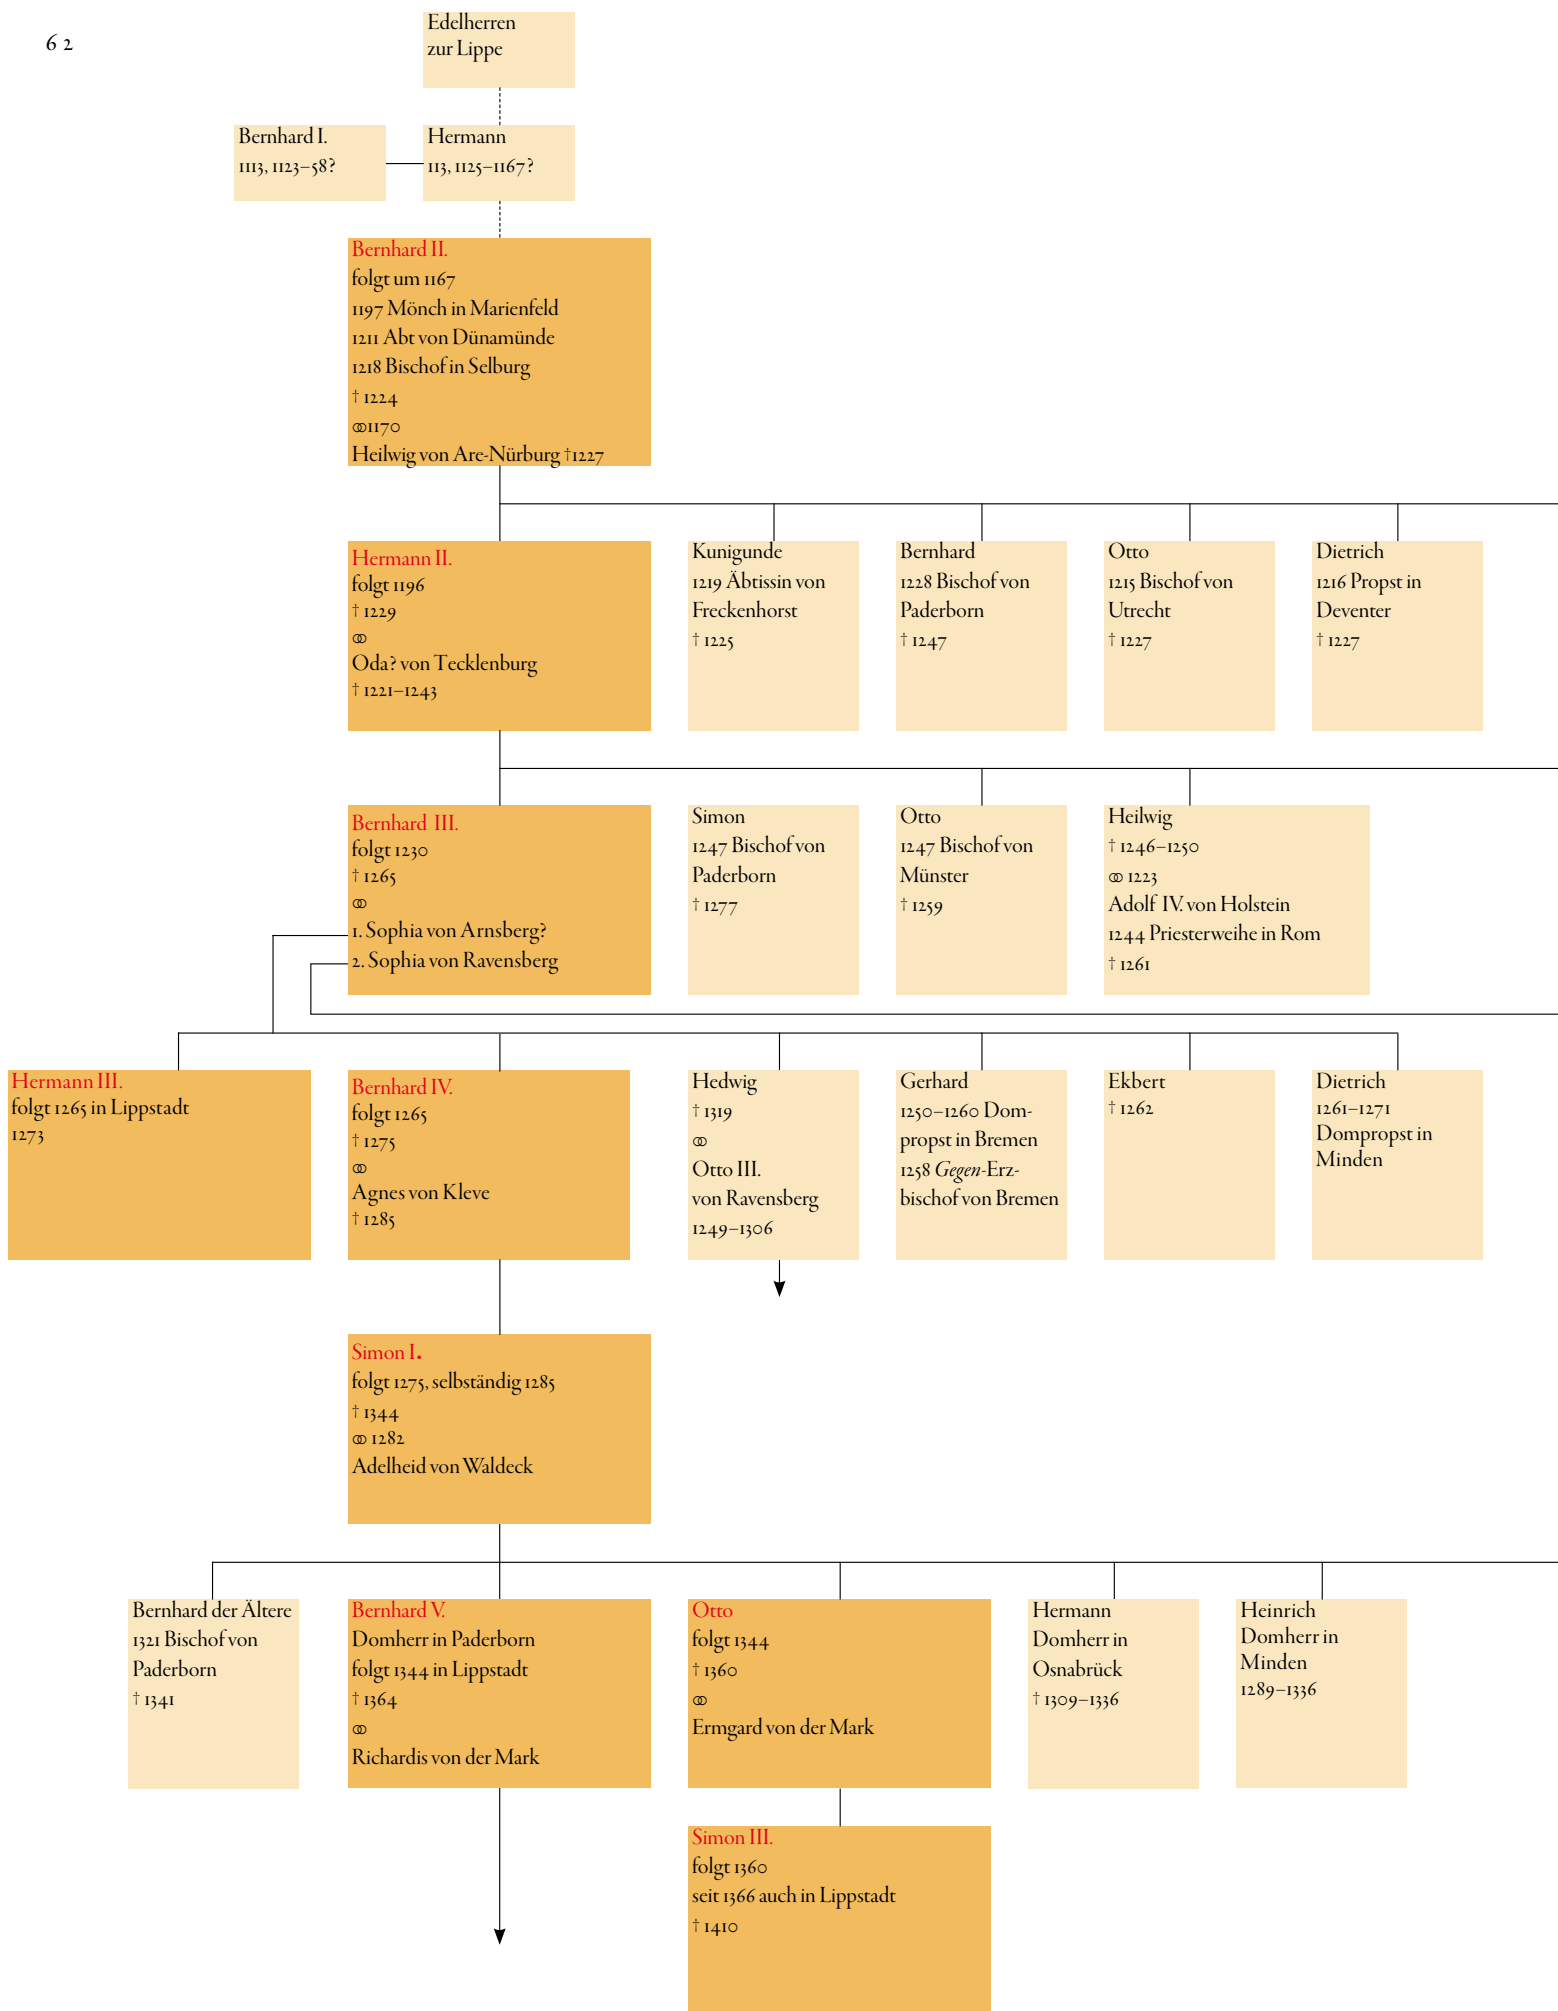 62
Edelherren
zur Lippe
Bernhard I.
1113, 1123–58?
Hermann
113, 1125–1167?
Bernhard II.
folgt um 1167
1197 Mönch in Marienfeld
1211 Abt von Dünamünde
1218 Bischof in Selburg
† 1224
⚭1170
Heilwig von Are-Nürburg †1227
Hermann II.
folgt 1196
† 1229
⚭
Oda? von Tecklenburg
† 1221–1243
Kunigunde
1219 Äbtissin von
Freckenhorst
† 1225
Bernhard
1228 Bischof von
Paderborn
† 1247
Otto
1215 Bischof von
Utrecht
† 1227
Dietrich
1216 Propst in
Deventer
† 1227
Bernhard III.
folgt 1230
† 1265
⚭
1. Sophia von Arnsberg?
2. Sophia von Ravensberg
Simon
1247 Bischof von
Paderborn
† 1277
Otto
1247 Bischof von
Münster
† 1259
Heilwig
† 1246–1250
⚭ 1223
Adolf IV. von Holstein
1244 Priesterweihe in Rom
† 1261
Hermann III.
folgt 1265 in Lippstadt
1273
Bernhard IV.
folgt 1265
† 1275
⚭
Agnes von Kleve
† 1285
Hedwig
† 1319
⚭
Otto III.
von Ravensberg
1249–1306
Gerhard
1250–1260 Dom-
propst in Bremen
1258 Gegen-Erz-
bischof von Bremen
Ekbert
† 1262
Dietrich
1261–1271
Dompropst in
Minden
Simon I.
folgt 1275, selbständig 1285
† 1344
⚭ 1282
Adelheid von Waldeck
Bernhard der Ältere
1321 Bischof von
Paderborn
† 1341
Bernhard V.
Domherr in Paderborn
folgt 1344 in Lippstadt
† 1364
⚭
Richardis von der Mark
Otto
folgt 1344
† 1360
⚭
Ermgard von der Mark
Hermann
Domherr in
Osnabrück
† 1309–1336
Heinrich
Domherr in
Minden
1289–1336
Simon III.
folgt 1360
seit 1366 auch in Lippstadt
† 1410